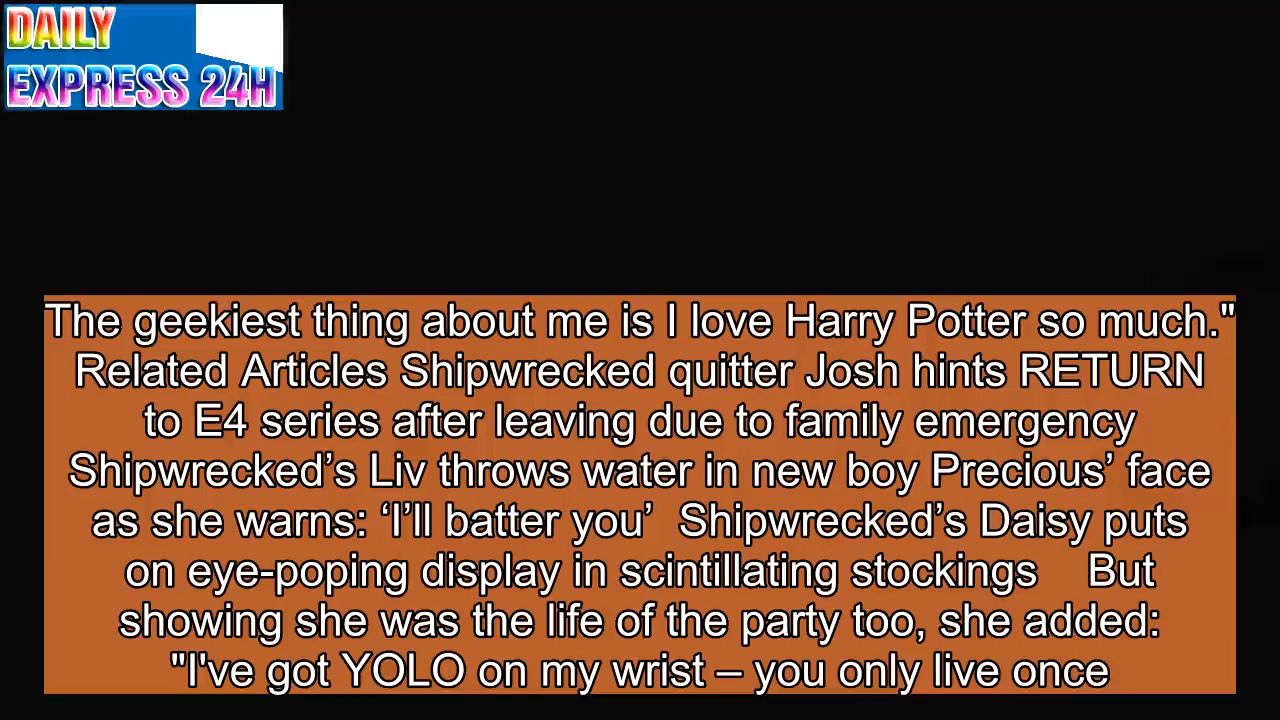 DAILY
EXPRESS 24H
The geekiest thing about me is I love Harry Potter so much."
Related Articles Shipwrecked quitter Josh hints RETURN
to E4 series after leaving due to family emergency
Shipwrecked’s Liv throws water in new boy Precious’ face
as she warns: ‘I’ll batter you’  Shipwrecked’s Daisy puts
on eye-poping display in scintillating stockings    But
showing she was the life of the party too, she added:
"I've got YOLO on my wrist – you only live once